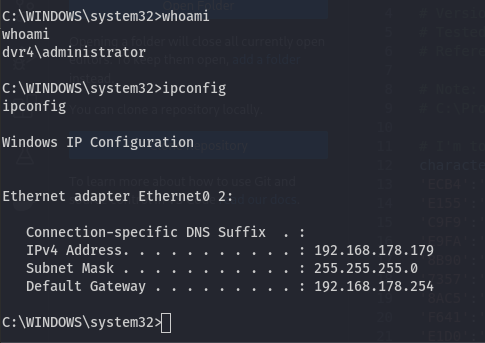 C:\WINDOWS\system32>whoami
whoami
dvr4\administrator
C:\WINDOWS\system32>ipconfig
ipconfig
Windows IP Configuration
Ethernet adapter Ethernet0 2:
Connection-specific DNS Suffix  . :
IPv4 Address. . . . . . . . . . . : 192.168.178.179
Subnet Mask . . . . . . . . . . . : 255.255.255.0
Default Gateway . . . . . . . . . : 192.168.178.254
C:\WINDOWS\system32>